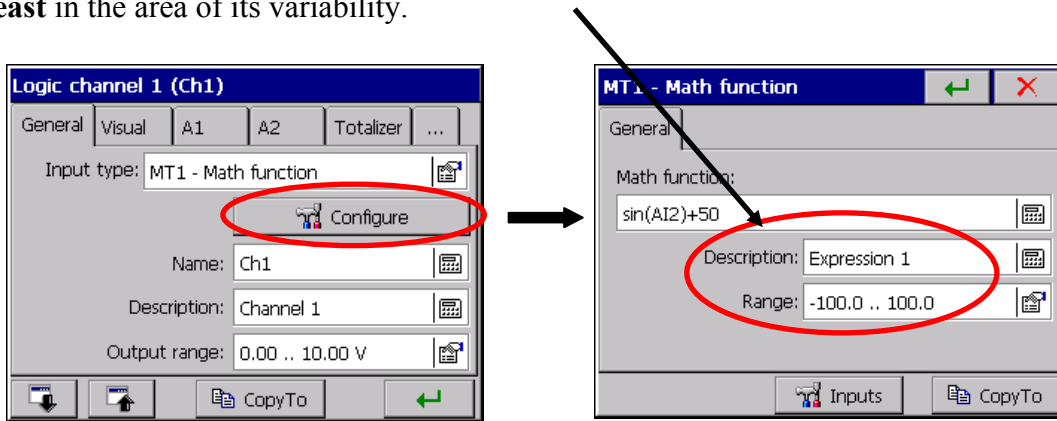 east in the area of its variability.
Logic channel 1 (Ch1)
General Visual A1 A2 Totalizer ...
Input type: MT1 - Math function
Configure
Name: Ch1
Description: Channel 1
Output range: 0.00 .. 10.00 V
CopyTo
MT1 - Math function
General
Math function:
sin(AI2)+50
Description: Expression 1
Range: -100.0 .. 100.0
Inputs CopyTo